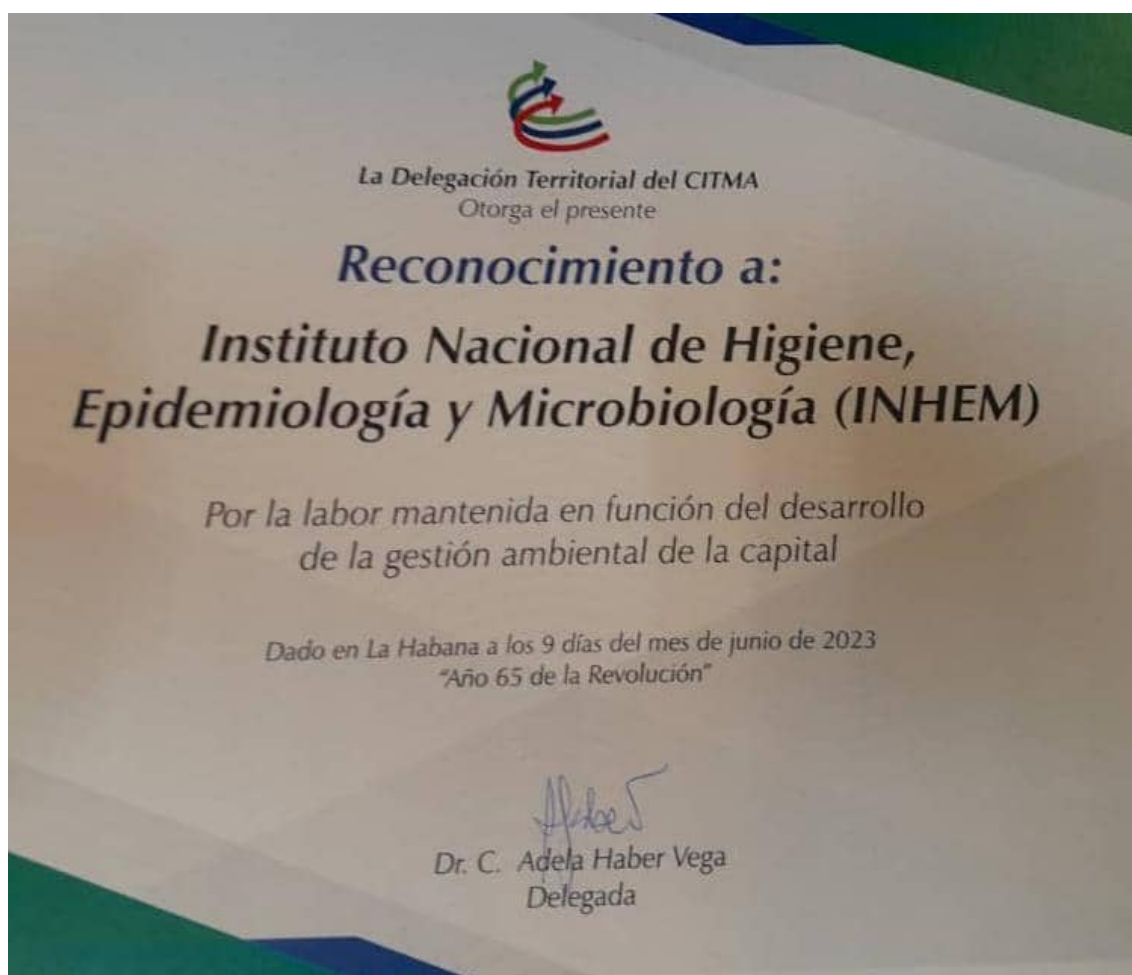 La Delegación Territorial del CITMA
Otorga el presente
Reconocimiento a:
Instituto Nacional de Higiene,
Epidemiología y Microbiología (INHEM)
Por la labor mantenida en función del desarrollo
de la gestión ambiental de la capital
Dado en La Habana a los 9 días del mes de junio de 2023
“Año 65 de la Revolución”
Dr. C. Adela Haber Vega
Delegada